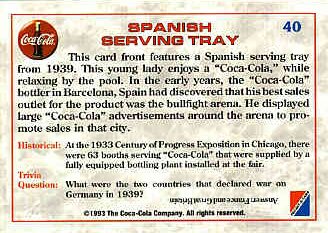 Coca-Cola
SPANISH
SERVING TRAY
40
This card front features a Spanish serving tray
from 1939. This young lady enjoys a "Coca-Cola," while
relaxing by the pool. In the early years, the "Coca-Cola"
bottler in Barcelona, Spain had discovered that his best sales
outlet for the product was the bullfight arena. He displayed
large "Coca-Cola" advertisements around the arena to pro-
mote sales in that city.
Historical: At the 1933 Century of Progress Exposition in Chicago, there
were 63 booths serving "Coca-Cola" that were supplied by a
fully equipped bottling plant installed at the fair.
Trivia
Question: What were the two countries that declared war on
Germany in 1939?
Answer: France and Great Britain
©1993 The Coca-Cola Company. All rights reserved.